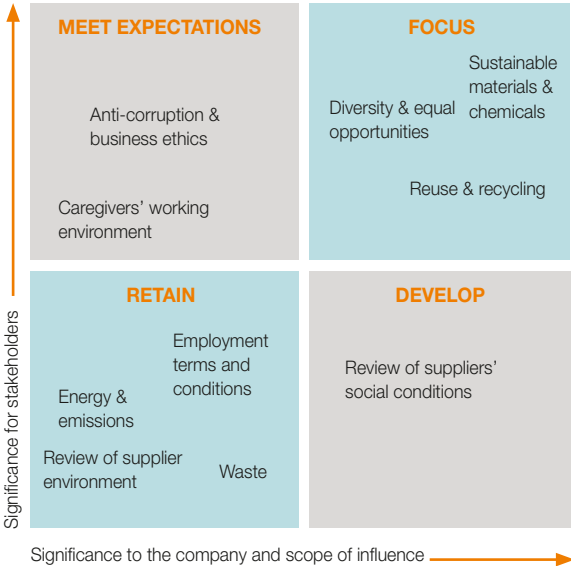 MEET EXPECTATIONS
Anti-corruption &
business ethics
Caregivers’ working
environment
FOCUS
Sustainable
materials &
chemicals
Diversity & equal
opportunities
Reuse & recycling
RETAIN
Employment
terms and
conditions
Energy &
emissions
Review of supplier
environment
Waste
DEVELOP
Review of suppliers’
social conditions
Significance for stakeholders
Significance to the company and scope of influence